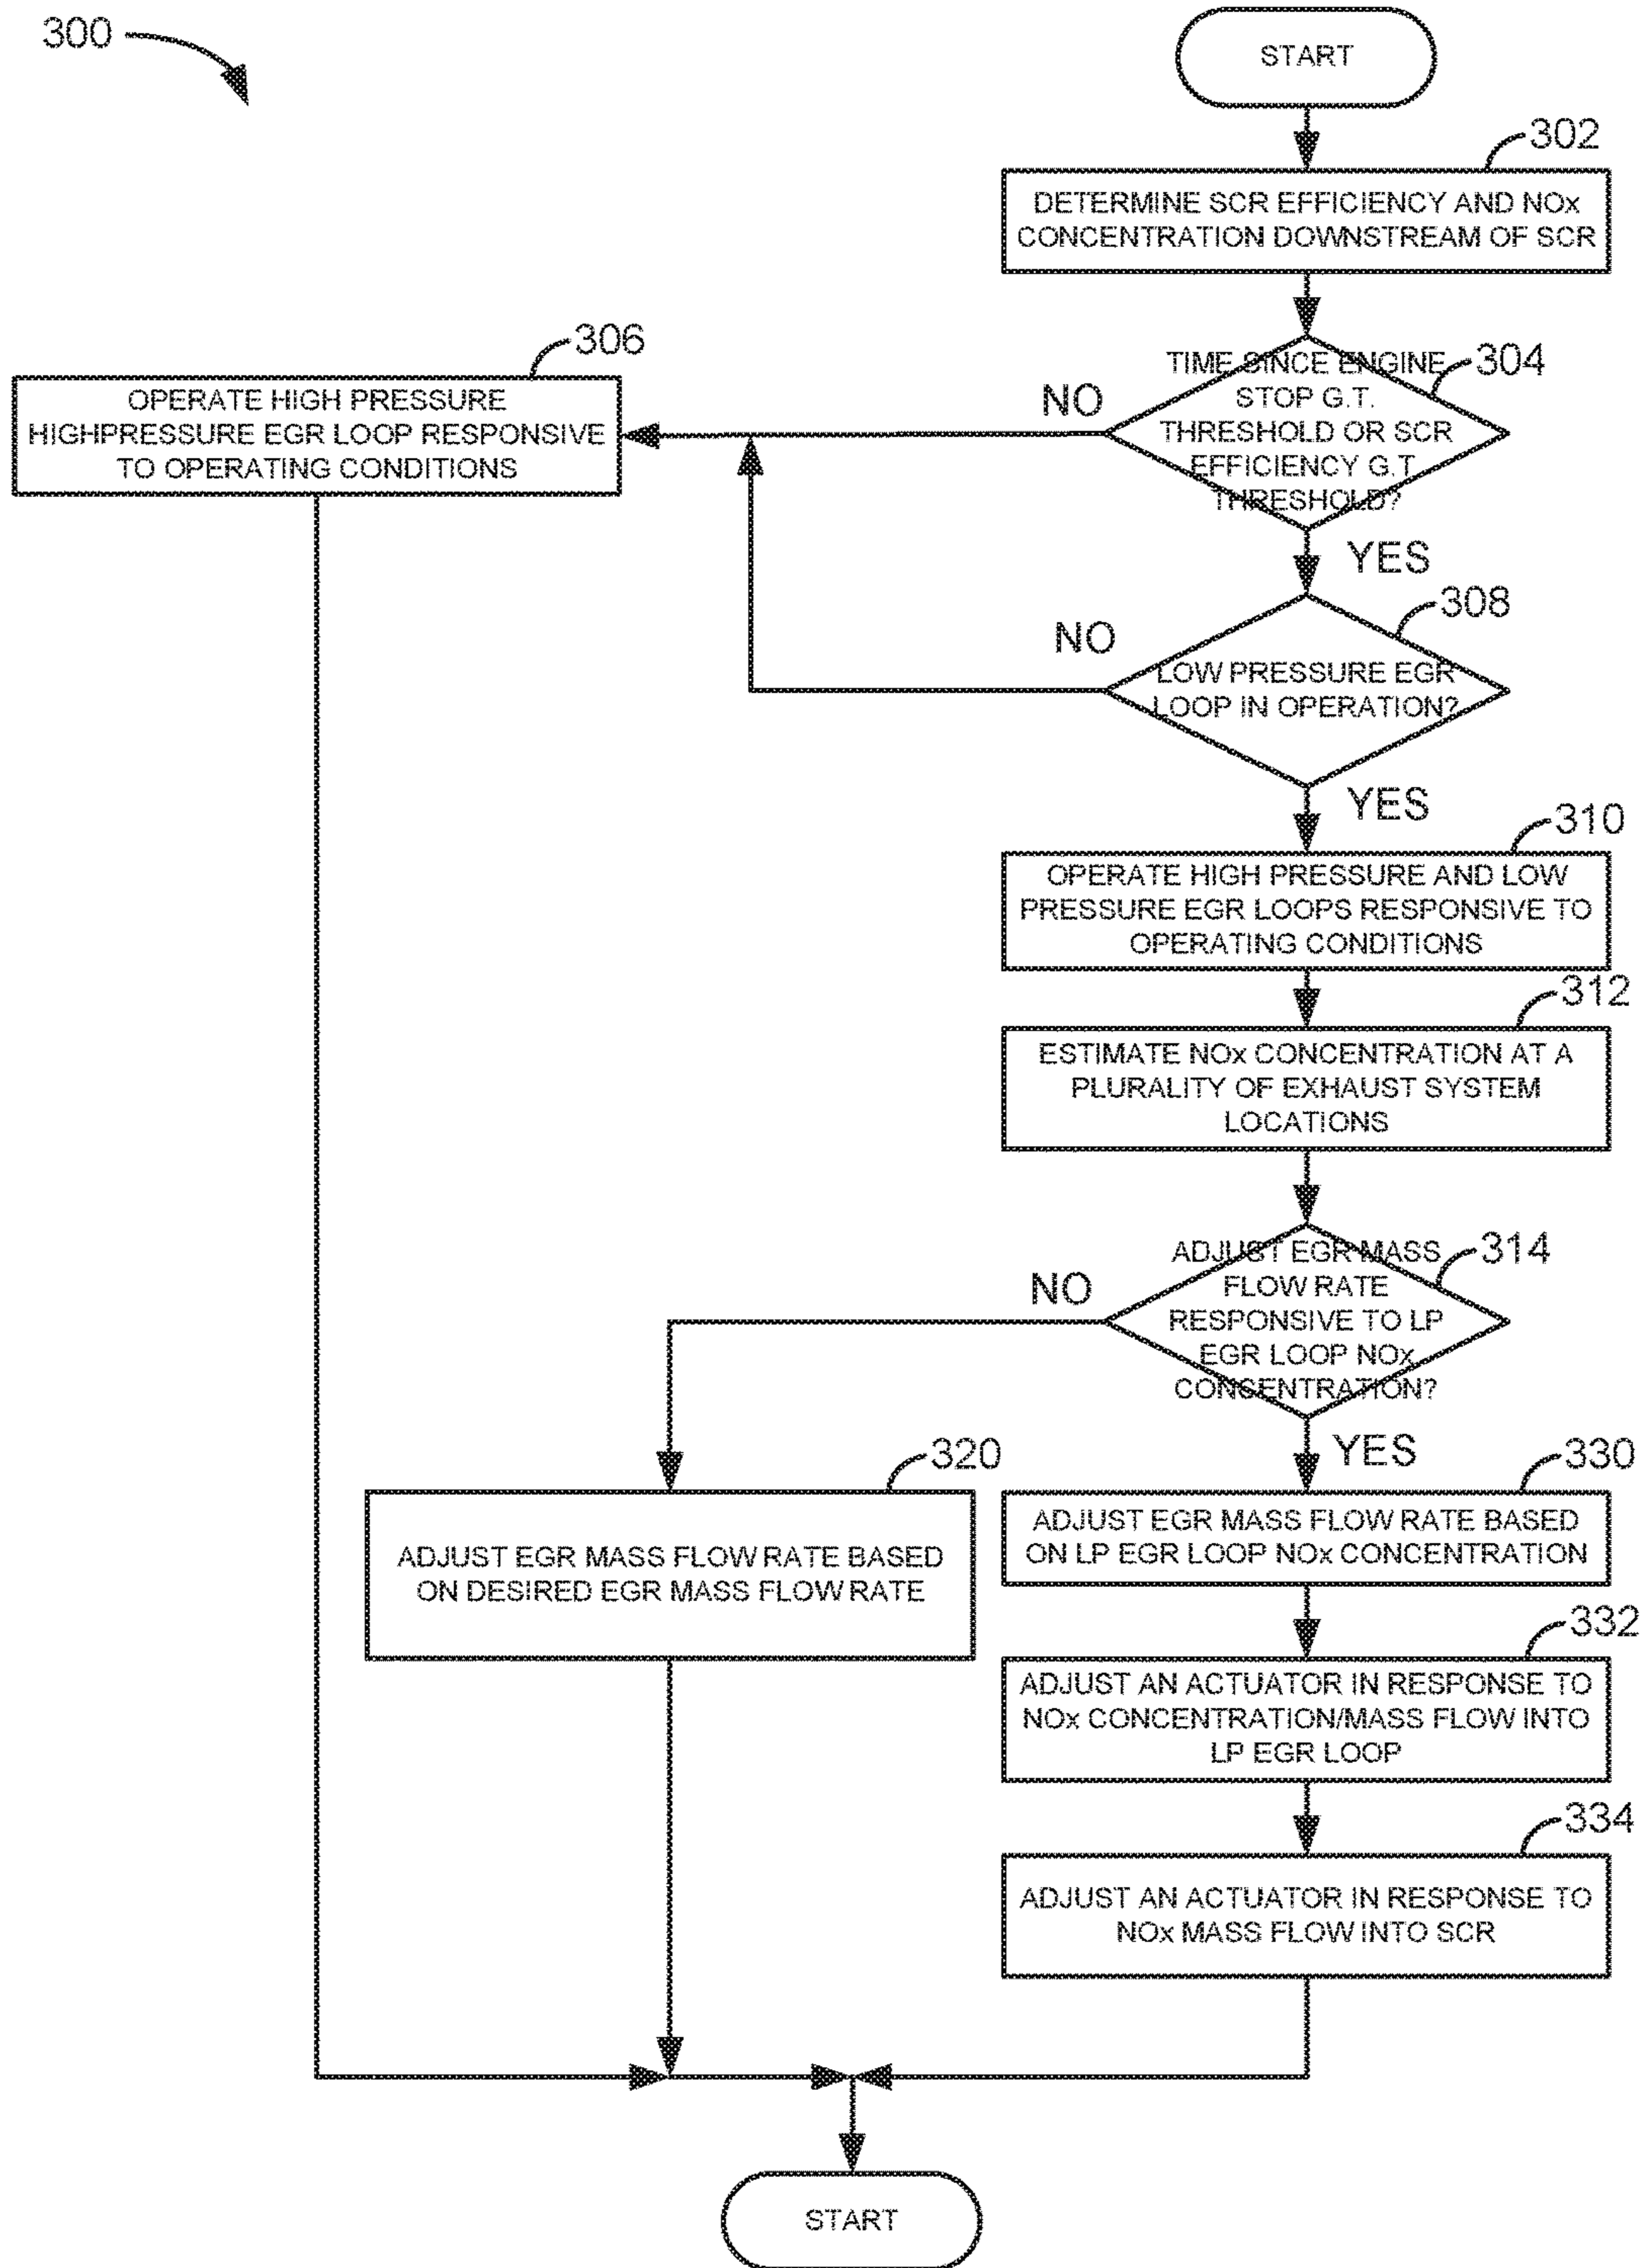 300
START
302
DETERMINE SCR EFFICIENCY AND NOx
CONCENTRATION DOWNSTREAM OF SCR
306
OPERATE HIGH PRESSURE
HIGHPRESSURE EGR LOOP RESPONSIVE
TO OPERATING CONDITIONS
NO
304
TIME SINCE ENGINE
STOP G.T.
THRESHOLD OR SCR
EFFICIENCY G.T.
THRESHOLD?
YES
308
NO
LOW PRESSURE EGR
LOOP IN OPERATION?
YES
310
OPERATE HIGH PRESSURE AND LOW
PRESSURE EGR LOOPS RESPONSIVE TO
OPERATING CONDITIONS
312
ESTIMATE NOx CONCENTRATION AT A
PLURALITY OF EXHAUST SYSTEM
LOCATIONS
314
NO
ADJUST EGR MASS
FLOW RATE
RESPONSIVE TO LP
EGR LOOP NOx
CONCENTRATION?
YES
320
ADJUST EGR MASS FLOW RATE BASED
ON DESIRED EGR MASS FLOW RATE
330
ADJUST EGR MASS FLOW RATE BASED
ON LP EGR LOOP NOx CONCENTRATION
332
ADJUST AN ACTUATOR IN RESPONSE TO
NOx CONCENTRATION/MASS FLOW INTO
LP EGR LOOP
334
ADJUST AN ACTUATOR IN RESPONSE TO
NOx MASS FLOW INTO SCR
START